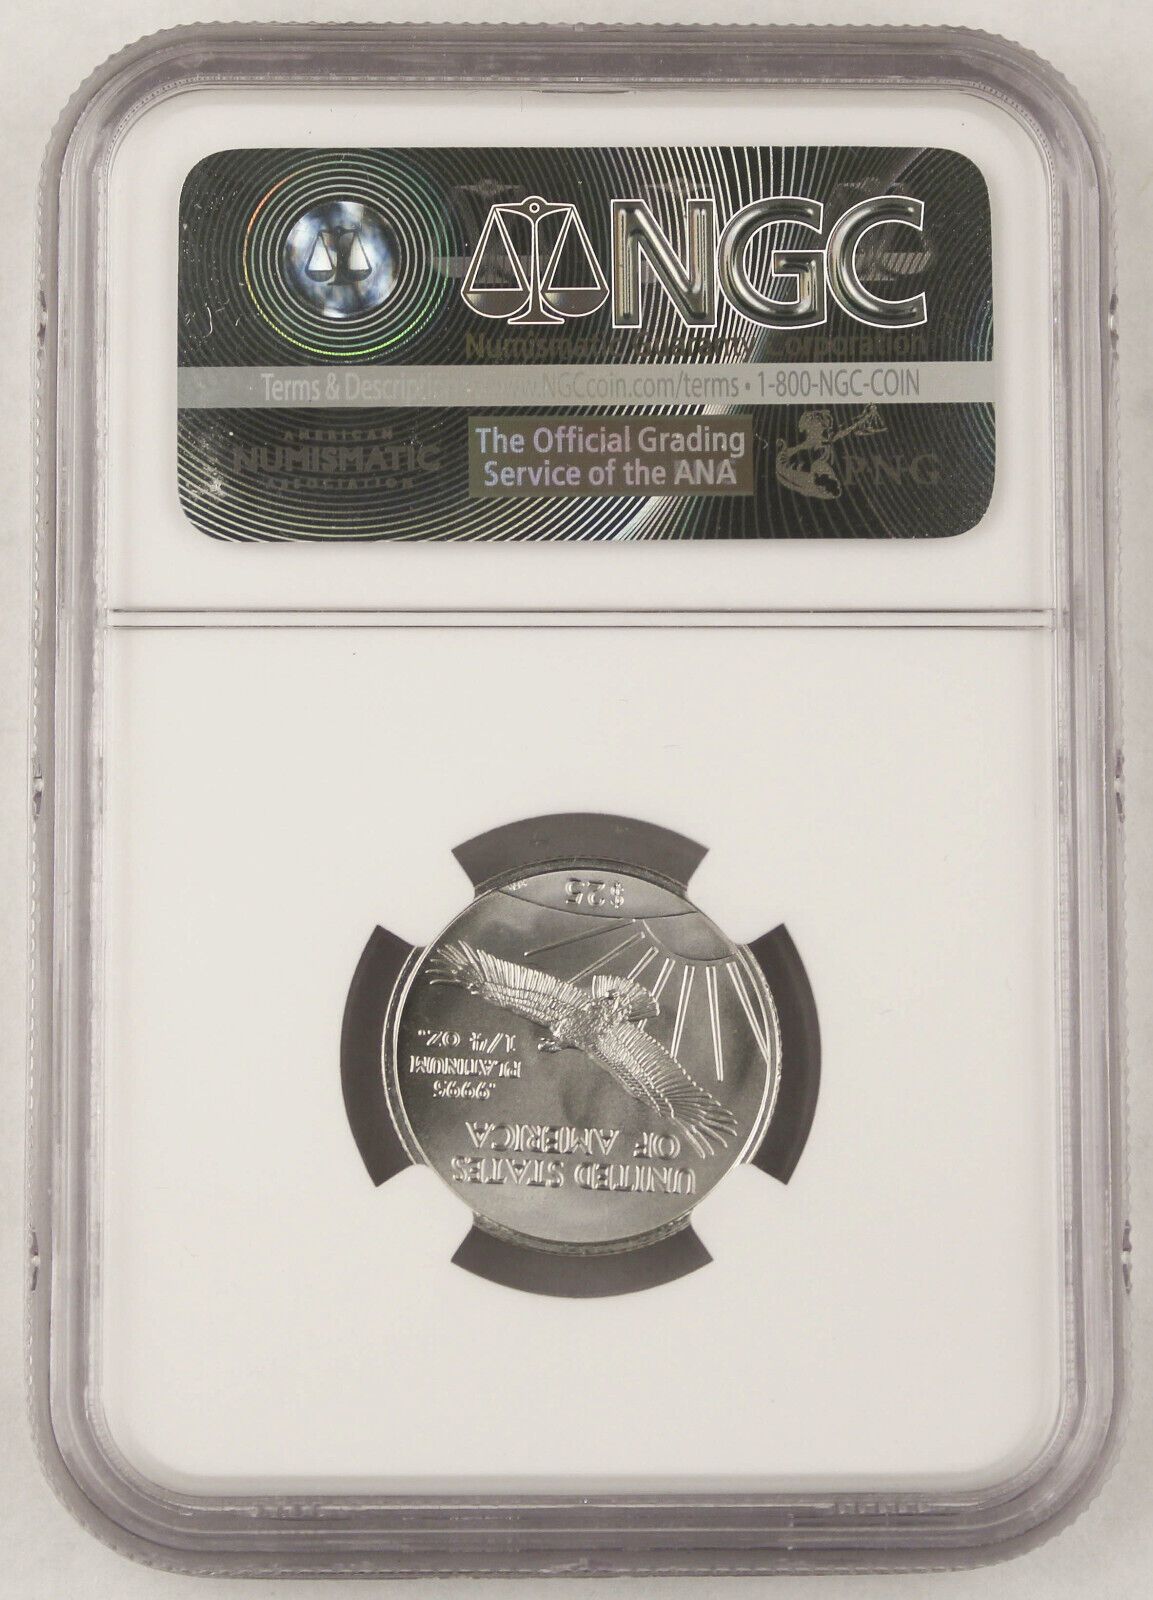 NGC
Numismatic Guaranty Corporation
Terms & Descriptions www.NGCcoin.com/terms • 1-800-NGC-COIN
AMERICAN
NUMISMATIC
ASSOCIATION
The Official Grading
Service of the ANA
PNG
UNITED STATES
OF AMERICA
.9995
PLATINUM
1/4 OZ.
$25